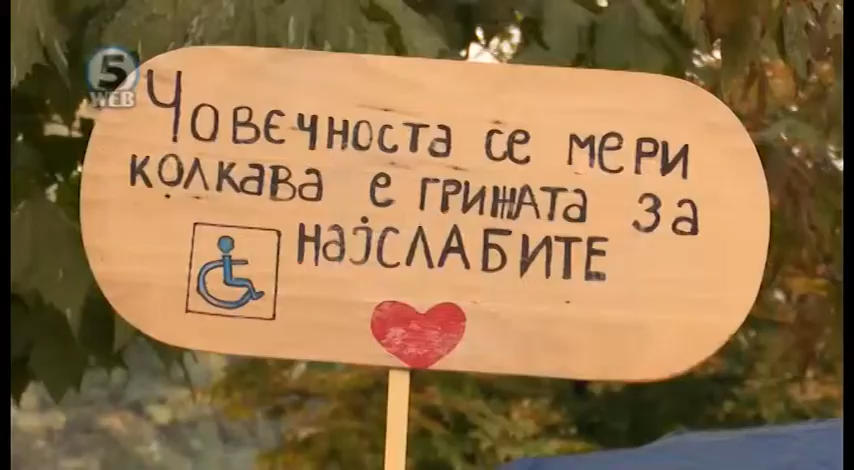 5
WEB
Човечноста се мери
колкава е грижата за
најслабите